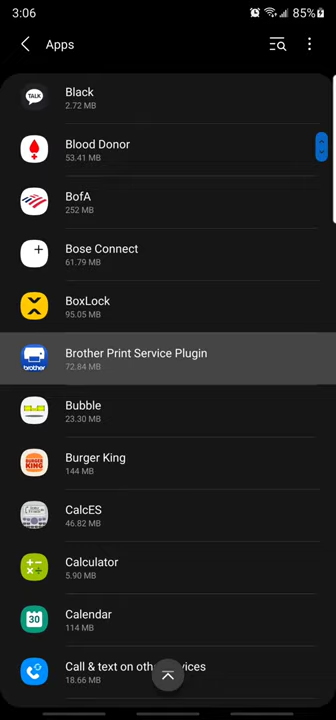 3:06
85%
Apps
TALK
Black
2.72 MB
Blood Donor
53.41 MB
BofA
252 MB
Bose Connect
61.79 MB
BoxLock
95.05 MB
brother
Brother Print Service Plugin
72.84 MB
Bubble
23.30 MB
BURGER
KING
Burger King
144 MB
CalcES
46.82 MB
Calculator
5.90 MB
30
Calendar
114 MB
Call & text on oth
vices
18.66 MB